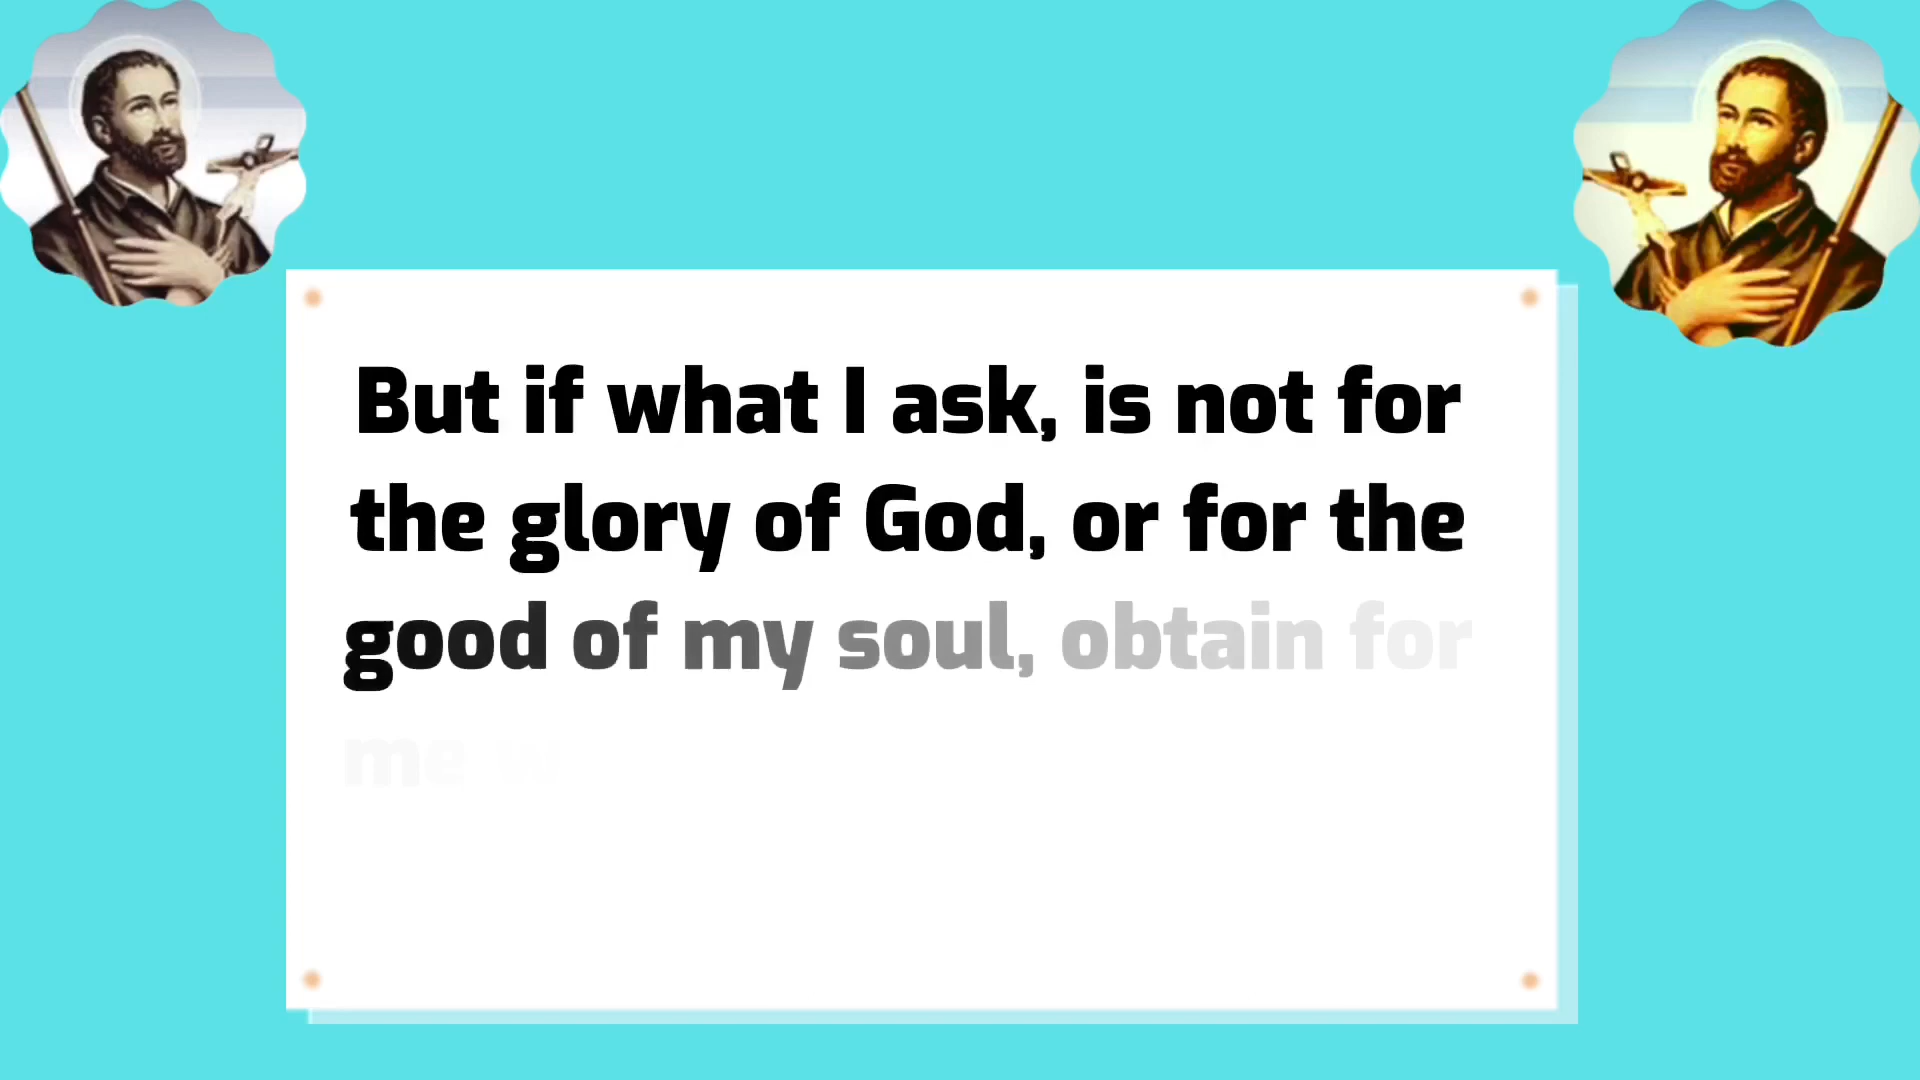 But if what I ask, is not for
the glory of God, or for the
good of my soul, obtain for
me